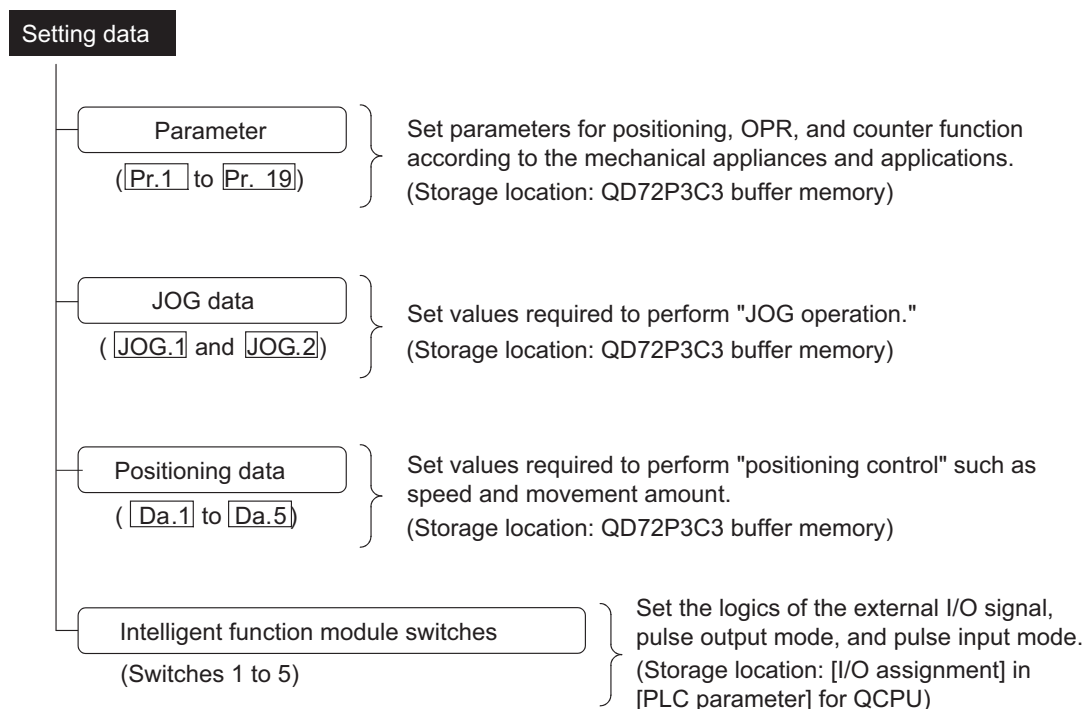 Setting data
Parameter
(Pr.1 to Pr. 19)
Set parameters for positioning, OPR, and counter function
according to the mechanical appliances and applications.
(Storage location: QD72P3C3 buffer memory)
JOG data
( JOG.1 and JOG.2)
Set values required to perform "JOG operation."
(Storage location: QD72P3C3 buffer memory)
Positioning data
( Da.1 to Da.5)
Set values required to perform "positioning control" such as
speed and movement amount.
(Storage location: QD72P3C3 buffer memory)
Intelligent function module switches
(Switches 1 to 5)
Set the logics of the external I/O signal,
pulse output mode, and pulse input mode.
(Storage location: [I/O assignment] in
[PLC parameter] for QCPU)